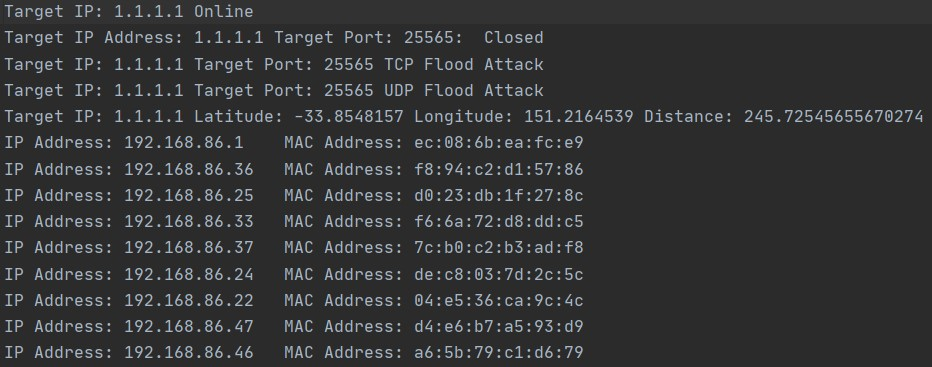 Target IP: 1.1.1.1 Online
Target IP Address: 1.1.1.1 Target Port: 25565:  Closed
Target IP: 1.1.1.1 Target Port: 25565 TCP Flood Attack
Target IP: 1.1.1.1 Target Port: 25565 UDP Flood Attack
Target IP: 1.1.1.1 Latitude: -33.8548157 Longitude: 151.2164539 Distance: 245.72545655670274
IP Address: 192.168.86.1    MAC Address: ec:08:6b:ea:fc:e9
IP Address: 192.168.86.36   MAC Address: f8:94:c2:d1:57:86
IP Address: 192.168.86.25   MAC Address: d0:23:db:1f:27:8c
IP Address: 192.168.86.33   MAC Address: f6:6a:72:d8:dd:c5
IP Address: 192.168.86.37   MAC Address: 7c:b0:c2:b3:ad:f8
IP Address: 192.168.86.24   MAC Address: de:c8:03:7d:2c:5c
IP Address: 192.168.86.22   MAC Address: 04:e5:36:ca:9c:4c
IP Address: 192.168.86.47   MAC Address: d4:e6:b7:a5:93:d9
IP Address: 192.168.86.46   MAC Address: a6:5b:79:c1:d6:79